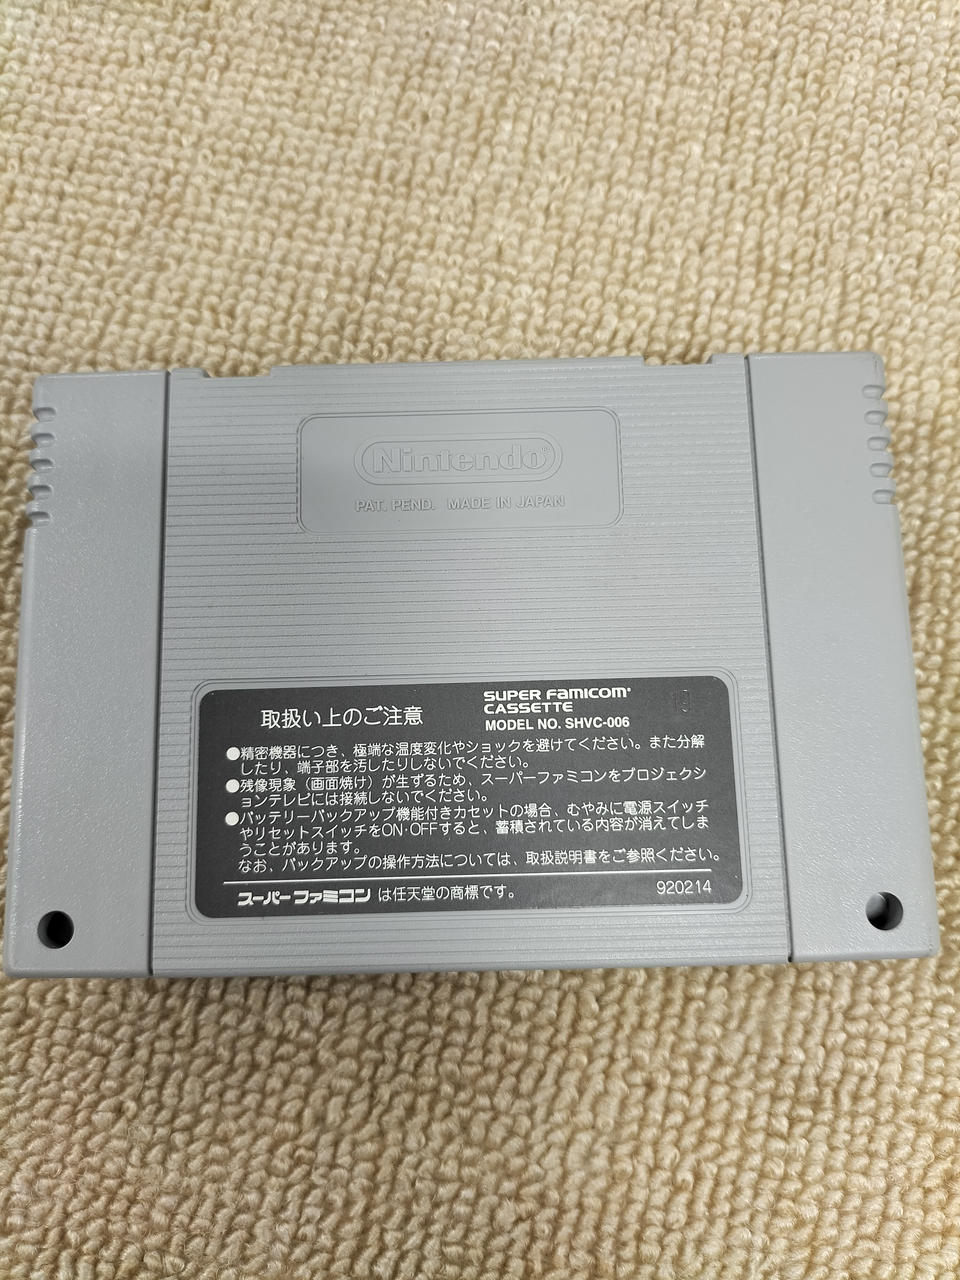 Nintendo®
PAT. PEND. MADE IN JAPAN
取扱い上のご注意
SUPER FAMICOM®
CASSETTE
MODEL NO. SHVC-006
●精密機器につき、極端な温度変化やショックを避けてください。また分解
したり、端子部を汚したりしないでください。
●残像現象（画面焼け）が生ずるため、スーパーファミコンをプロジェクシ
ョンテレビには接続しないでください。
●バッテリーバックアップ機能付きカセットの場合、むやみに電源スイッチ
やリセットスイッチをON·OFFすると、蓄積されている内容が消えてしま
うことがあります。
なお、バックアップの操作方法については、取扱説明書をご参照ください。
スーパーファミコン は任天堂の商標です。
920214